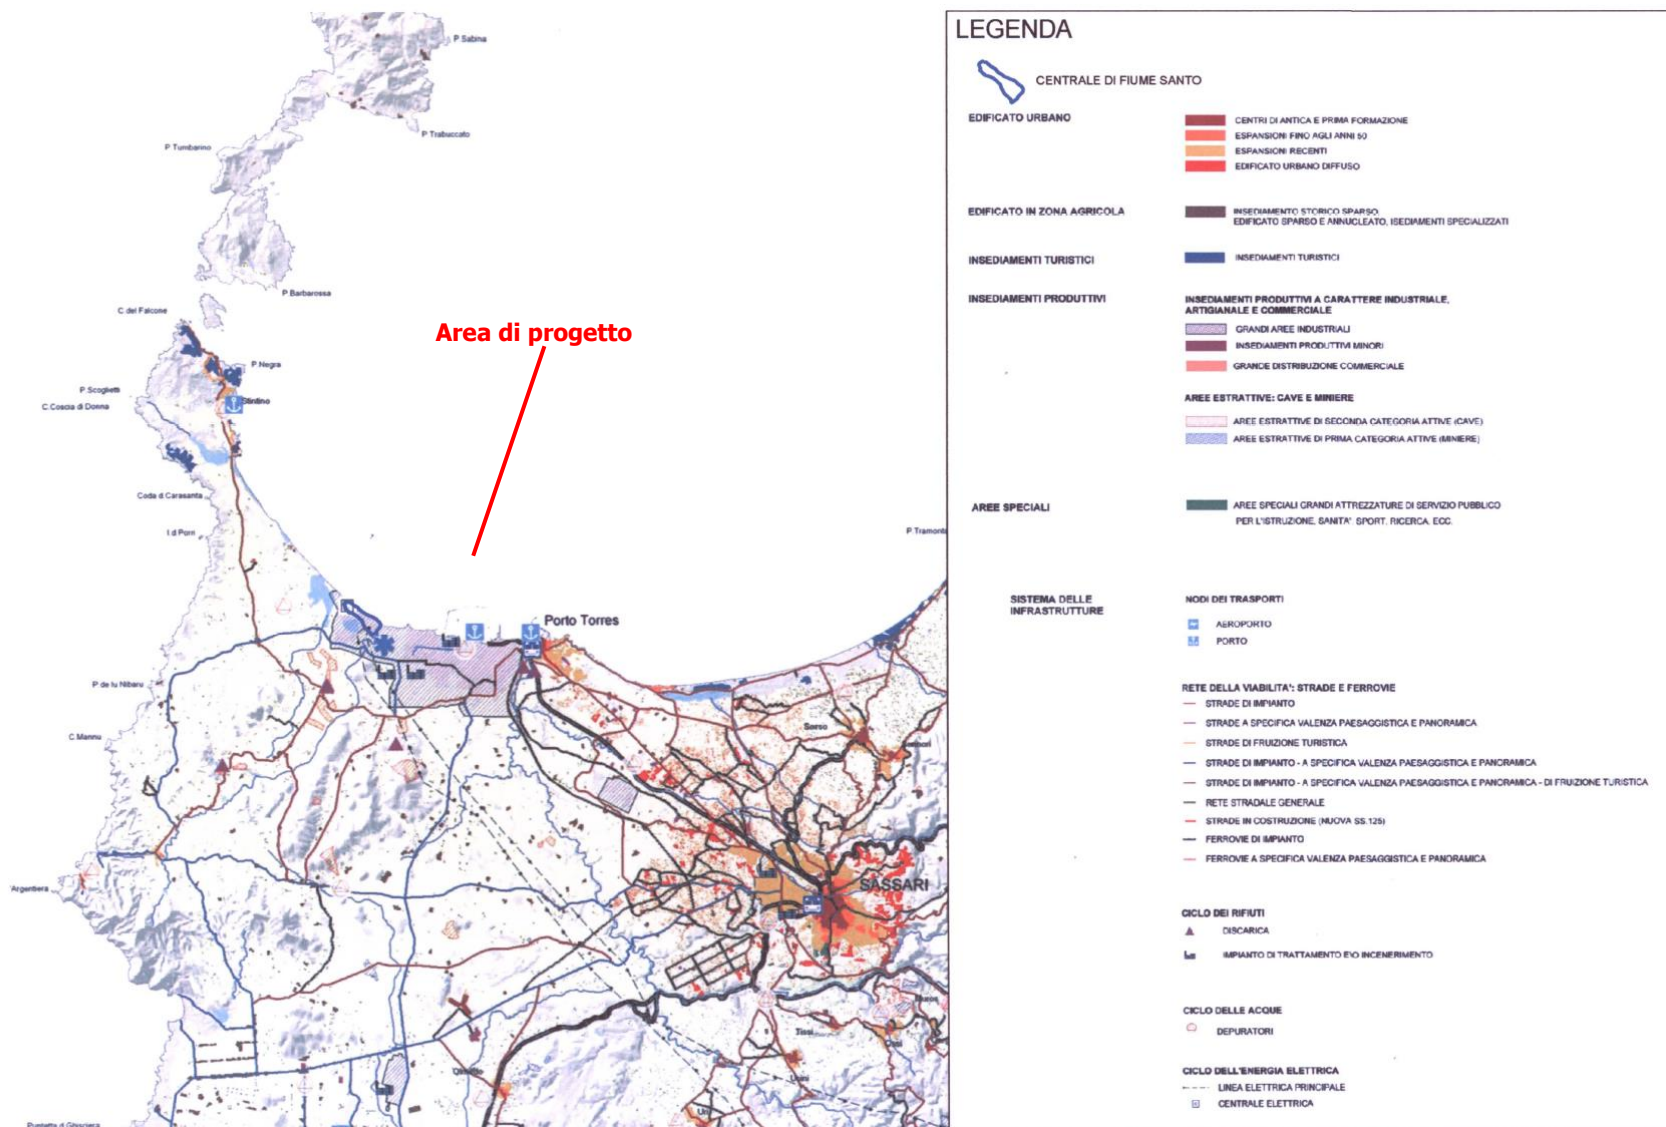 P. Sabina
P. Trabuccato
P. Tumbarino
P. Barbarossa
C. del Falcone
Area di progetto
P. Negra
P. Scoglietti
C. Coscia di Donna
Stintino
Coda d. Carasanta
I. d. Porri
P. Tramonto
Porto Torres
P. de lu Nibaru
C. Mannu
Sorso
SASSARI
Argentiera
Tissi
Usini
Uri
LEGENDA
CENTRALE DI FIUME SANTO
EDIFICATO URBANO
CENTRI DI ANTICA E PRIMA FORMAZIONE
ESPANSIONI FINO AGLI ANNI 50
ESPANSIONI RECENTI
EDIFICATO URBANO DIFFUSO
EDIFICATO IN ZONA AGRICOLA
INSEDIAMENTO STORICO SPARSO
EDIFICATO SPARSO E ANNUCLEATO, ISEDIAMENTI SPECIALIZZATI
INSEDIAMENTI TURISTICI
INSEDIAMENTI TURISTICI
INSEDIAMENTI PRODUTTIVI
INSEDIAMENTI PRODUTTIVI A CARATTERE INDUSTRIALE,
ARTIGIANALE E COMMERCIALE
GRANDI AREE INDUSTRIALI
INSEDIAMENTI PRODUTTIVI MINORI
GRANDE DISTRIBUZIONE COMMERCIALE
AREE ESTRATTIVE: CAVE E MINIERE
AREE ESTRATTIVE DI SECONDA CATEGORIA ATTIVE (CAVE)
AREE ESTRATTIVE DI PRIMA CATEGORIA ATTIVE (MINIERE)
AREE SPECIALI
AREE SPECIALI GRANDI ATTREZZATURE DI SERVIZIO PUBBLICO
PER L'ISTRUZIONE, SANITA', SPORT, RICERCA, ECC.
SISTEMA DELLE
INFRASTRUTTURE
NODI DEI TRASPORTI
AEROPORTO
PORTO
RETE DELLA VIABILITA': STRADE E FERROVIE
STRADE DI IMPIANTO
STRADE A SPECIFICA VALENZA PAESAGGISTICA E PANORAMICA
STRADE DI FRUIZIONE TURISTICA
STRADE DI IMPIANTO - A SPECIFICA VALENZA PAESAGGISTICA E PANORAMICA
STRADE DI IMPIANTO - A SPECIFICA VALENZA PAESAGGISTICA E PANORAMICA - DI FRUIZIONE TURISTICA
RETE STRADALE GENERALE
STRADE IN COSTRUZIONE (NUOVA SS.125)
FERROVIE DI IMPIANTO
FERROVIE A SPECIFICA VALENZA PAESAGGISTICA E PANORAMICA
CICLO DEI RIFIUTI
DISCARICA
IMPIANTO DI TRATTAMENTO E\O INCENERIMENTO
CICLO DELLE ACQUE
DEPURATORI
CICLO DELL'ENERGIA ELETTRICA
LINEA ELETTRICA PRINCIPALE
CENTRALE ELETTRICA